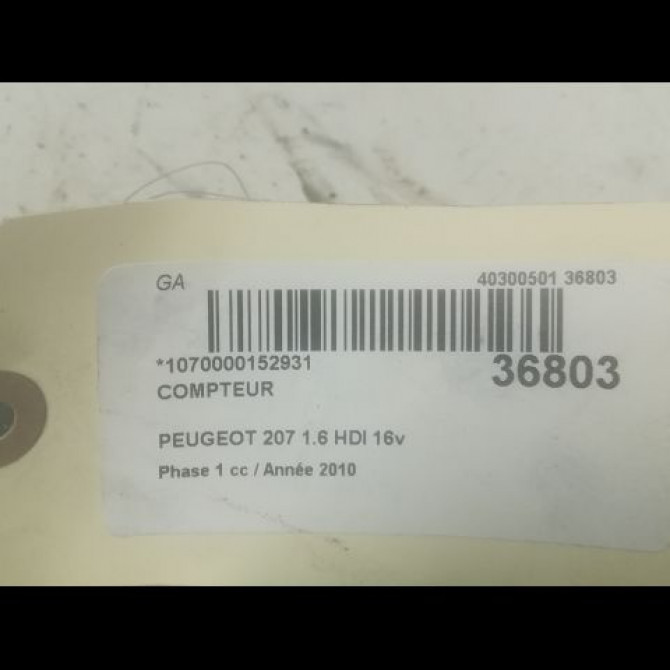 GA 40300501 36803
*1070000152931 36803
COMPTEUR
PEUGEOT 207 1.6 HDI 16v
Phase 1 cc / Année 2010